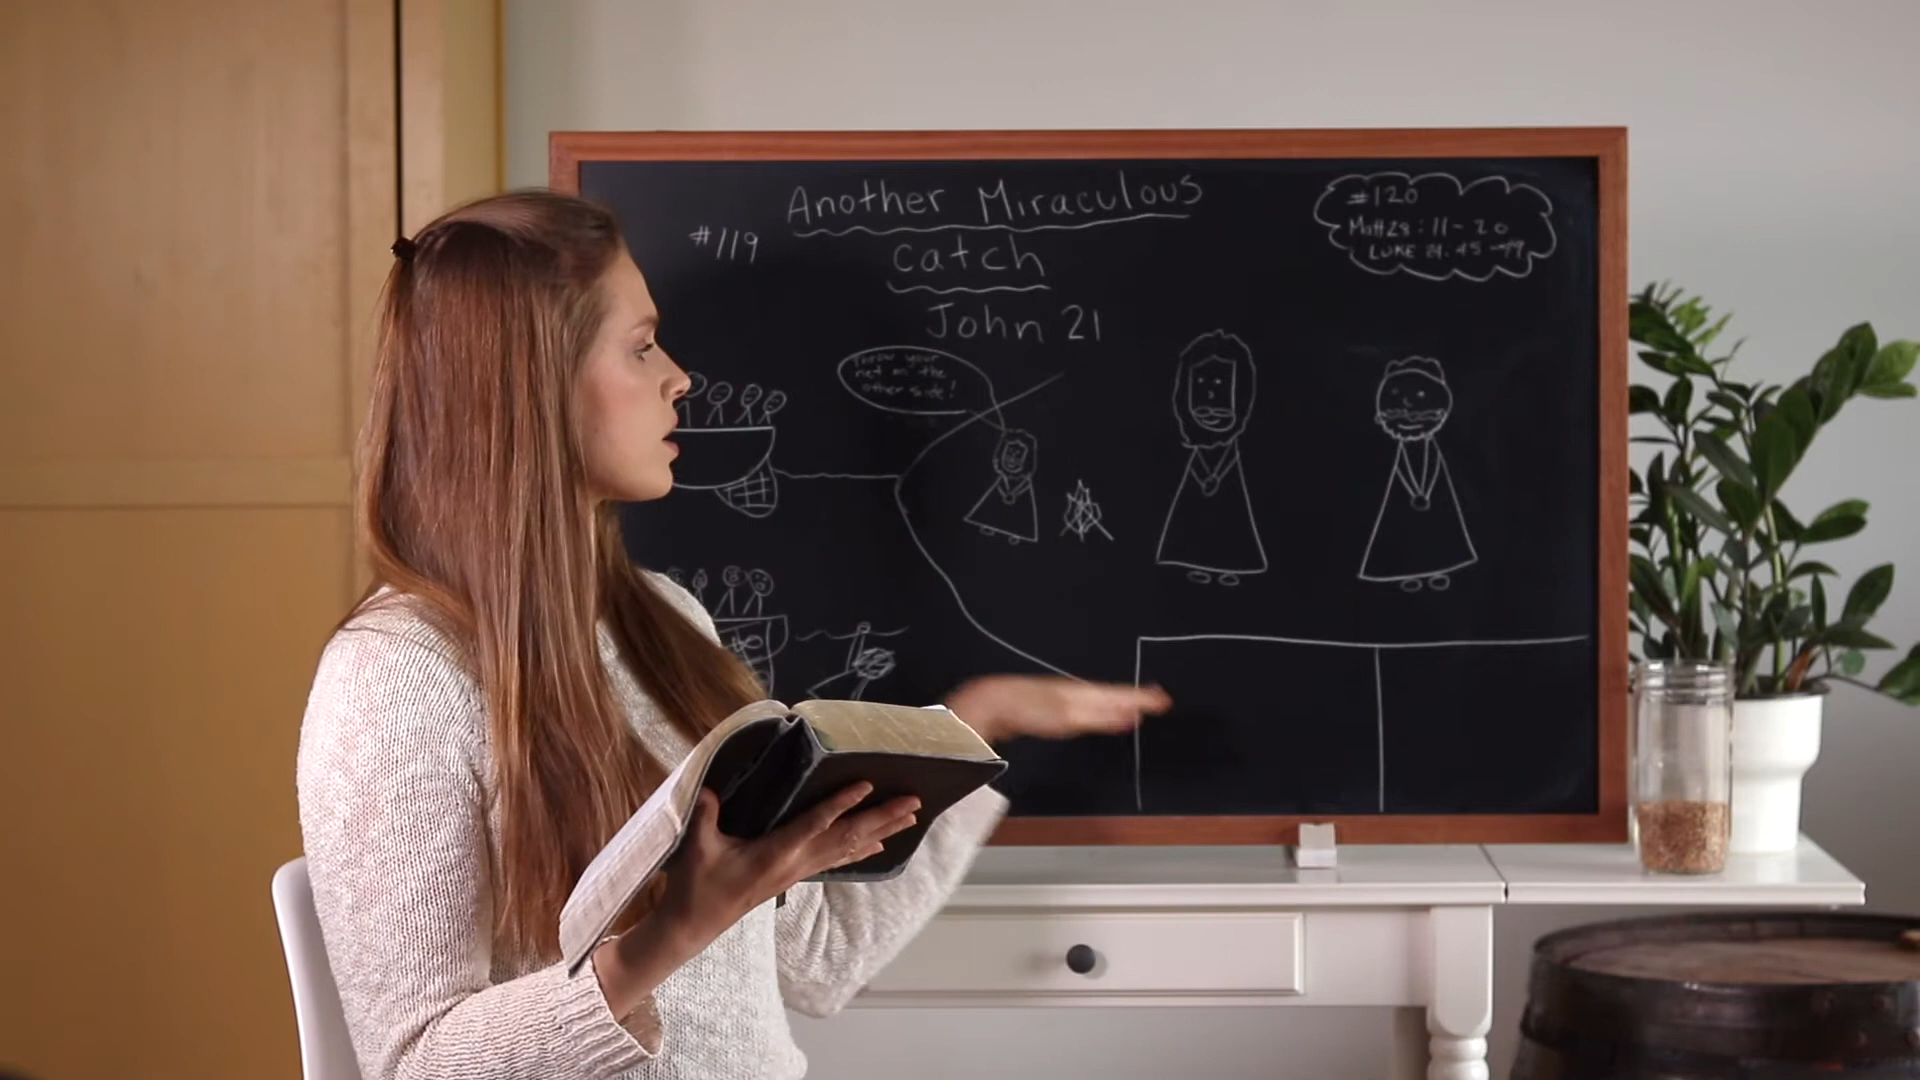 Another Miraculous
catch
#119
John 21
Throw your
net on the
other side!
#120
Matt 28:11-20
LUKE 24:45-49